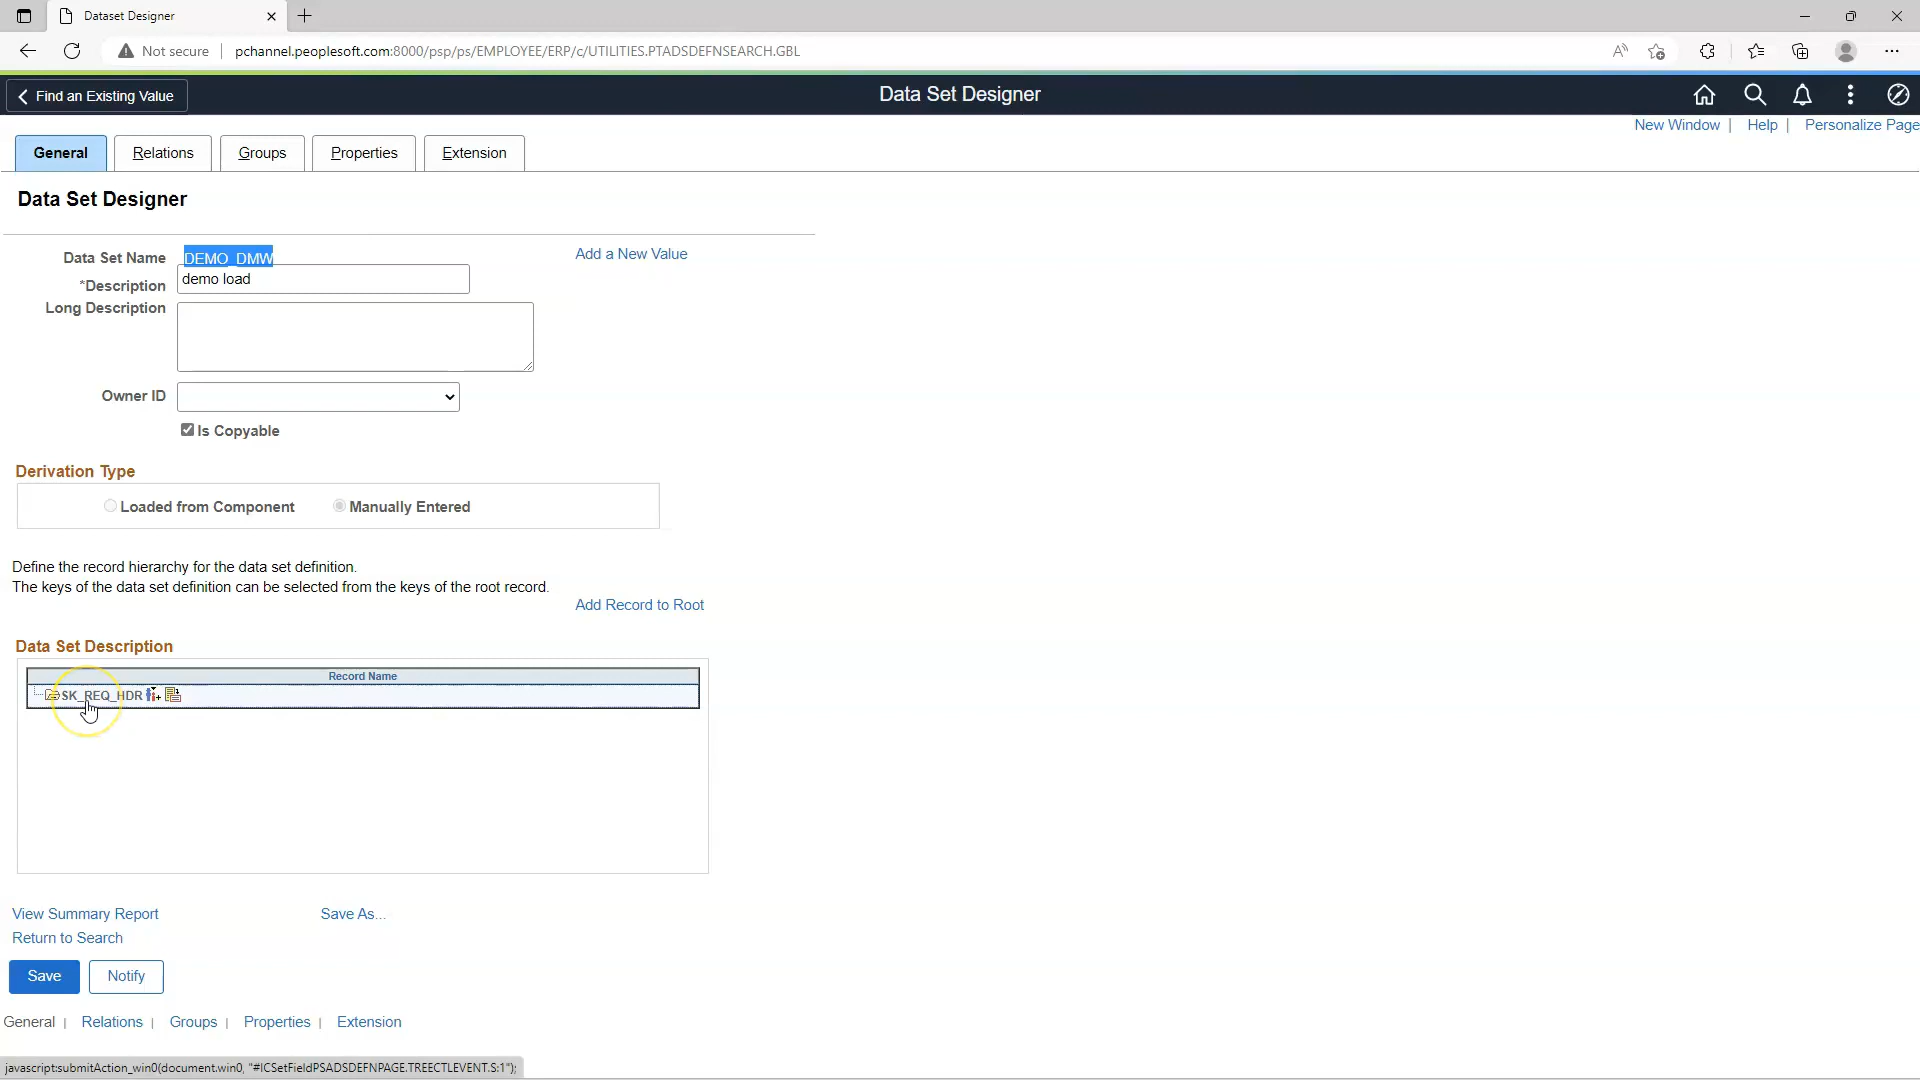 Dataset Designer
Not secure
pchannel.peoplesoft.com:8000/psp/ps/EMPLOYEE/ERP/c/UTILITIES.PTADSDEFNSEARCH.GBL
Find an Existing Value
Data Set Designer
New Window | Help | Personalize Page
General Relations Groups Properties Extension
Data Set Designer
Data Set Name DEMO_DMW Add a New Value
*Description demo load
Long Description
Owner ID
Is Copyable
Derivation Type
Loaded from Component Manually Entered
Define the record hierarchy for the data set definition.
The keys of the data set definition can be selected from the keys of the root record.
Add Record to Root
Data Set Description
Record Name
SK_REQ_HDR
View Summary Report Save As...
Return to Search
Save Notify
General | Relations | Groups | Properties | Extension
javascript:submitAction_win0(document.win0, "#ICSetFieldPSADSDEFNPAGE.TREECTLEVENT.S:1");